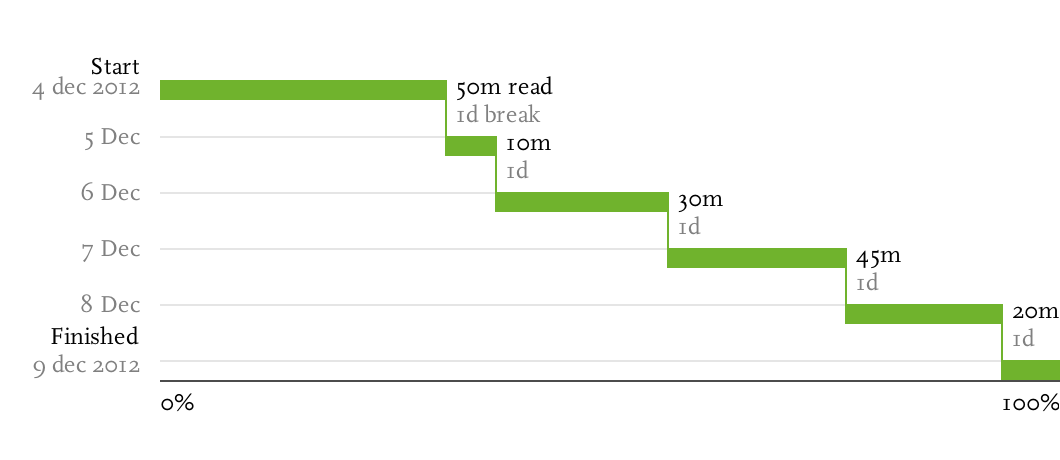 Start
4 dec 2012
50m read
1d break
5 Dec
10m
1d
6 Dec
30m
1d
7 Dec
45m
1d
8 Dec
20m
Finished
1d
9 dec 2012
0%
100%